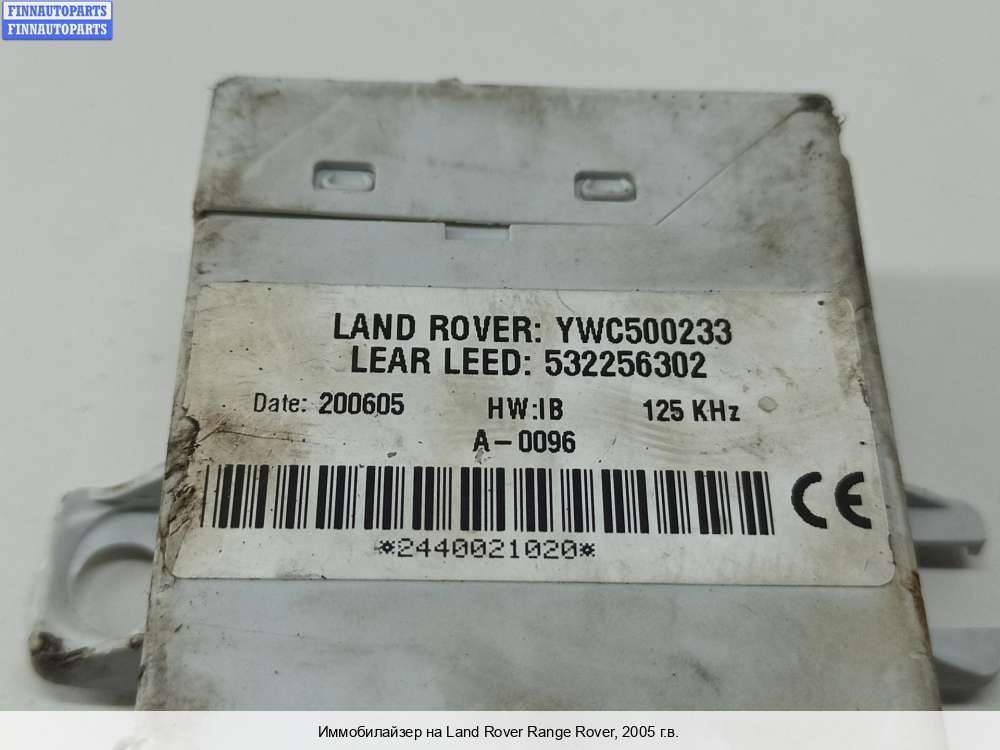 FINNAUTOPARTS
FINNAUTOPARTS
LAND ROVER: YWC500233
LEAR LEED: 532256302
Date: 200605 HW:IB 125 KHz
A-0096
CE
*2440021020*
Иммобилайзер на Land Rover Range Rover, 2005 г.в.